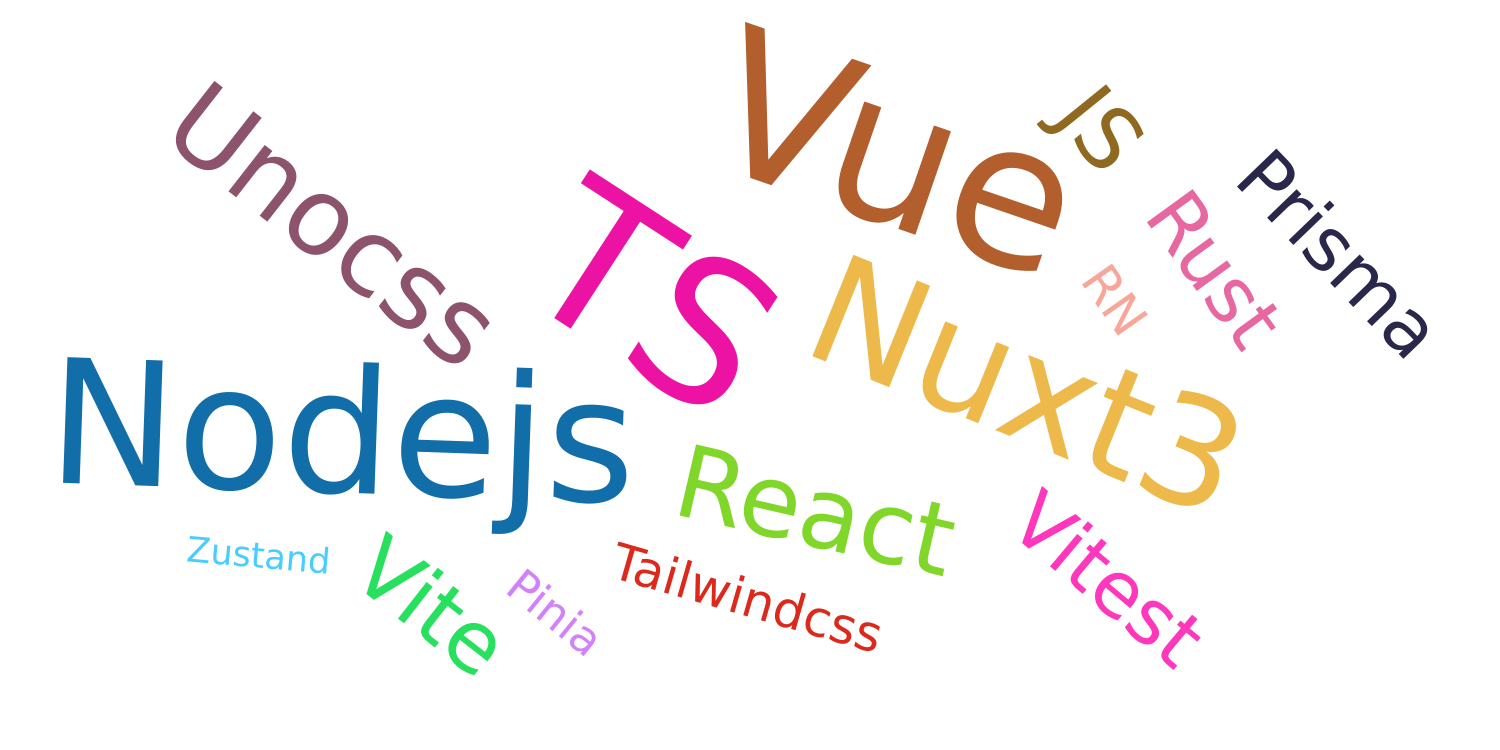 Vue
JS
Unocss
Prisma
TS
Rust
RN
Nuxt3
Nodejs
React
Vitest
Zustand
Vite
Pinia
Tailwindcss